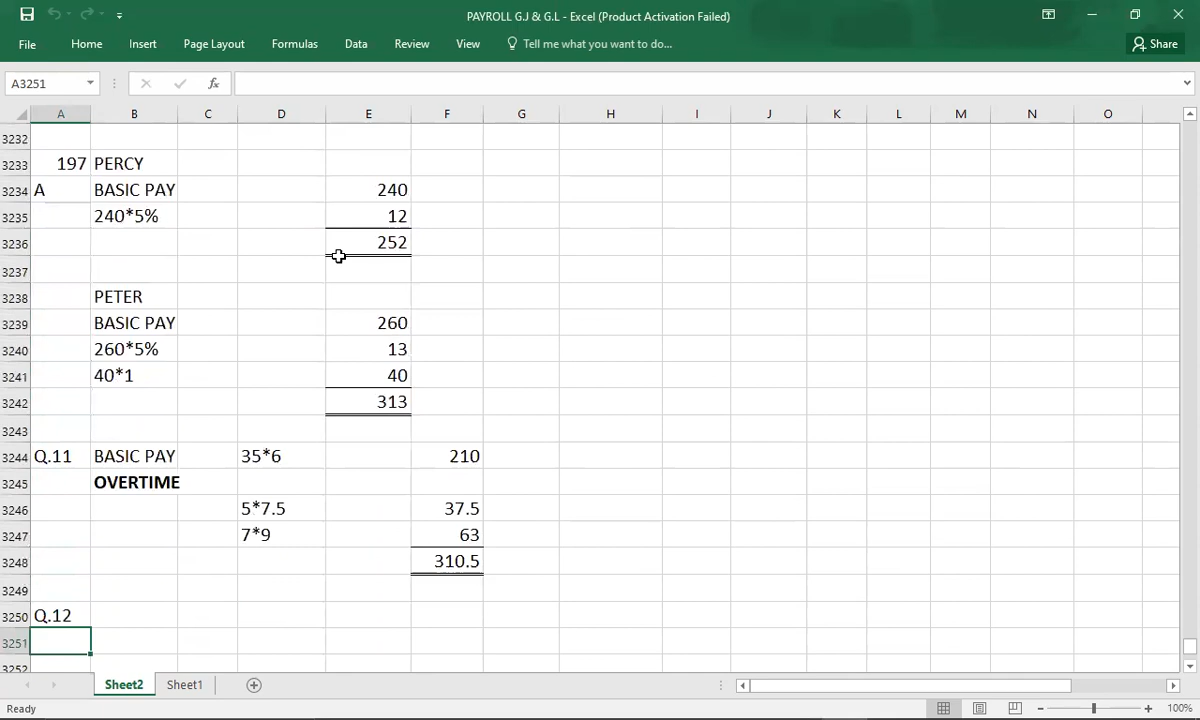 PAYROLL G.J & G.L - Excel (Product Activation Failed)
File Home Insert Page Layout Formulas Data Review View Tell me what you want to do... Share
A3251 fx
A B C D E F G H I J K L M N O
3232
3233 197 PERCY
3234 A BASIC PAY 240
3235 240*5% 12
3236 252
3237
3238 PETER
3239 BASIC PAY 260
3240 260*5% 13
3241 40*1 40
3242 313
3243
3244 Q.11 BASIC PAY 35*6 210
3245 OVERTIME
3246 5*7.5 37.5
3247 7*9 63
3248 310.5
3249
3250 Q.12
3251
3252
Sheet2 Sheet1
Ready 100%